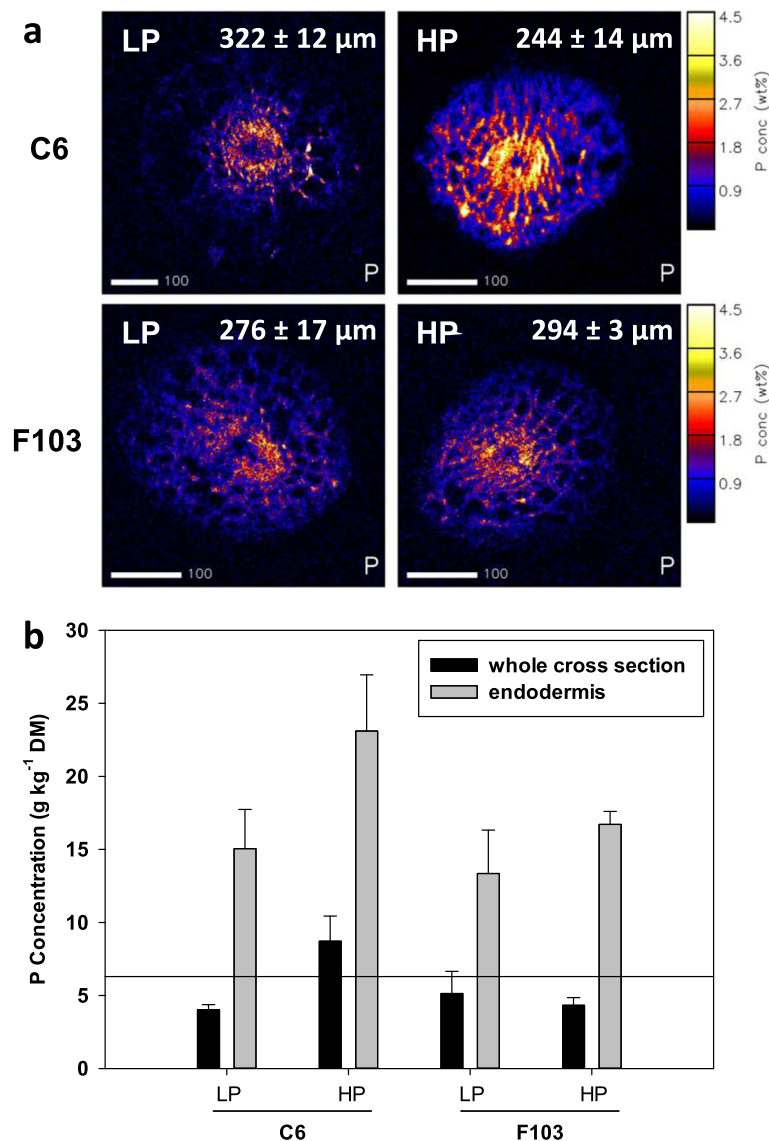 a
LP 322 ± 12 µm
HP 244 ± 14 µm
C6
100 P
100 P
4.5
3.6
2.7
1.8
0.9
P conc (wt%)
LP 276 ± 17 µm
HP 294 ± 3 µm
F103
100 P
100 P
4.5
3.6
2.7
1.8
0.9
P conc (wt%)
b
P Concentration (g kg⁻¹ DM)
30
25
20
15
10
5
0
whole cross section
endodermis
LP HP LP HP
C6 F103